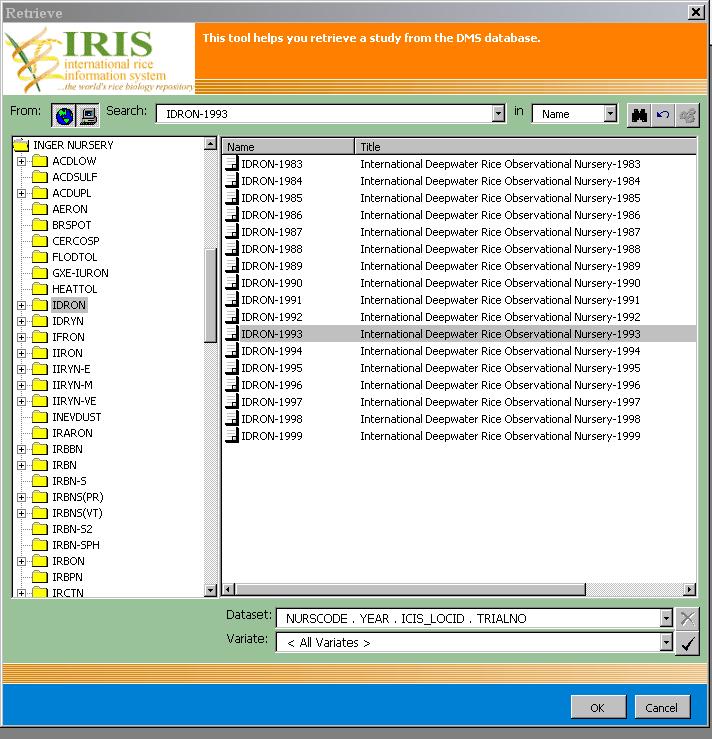 Retrieve
IRIS
international rice
information system
...the world's rice biology repository
This tool helps you retrieve a study from the DMS database.
From:
Search:
IDRON-1993
in
Name
INGER NURSERY
ACDLOW
ACDSULF
ACDUPL
AERON
BRSPOT
CERCOSP
FLODTOL
GXE-IURON
HEATTOL
IDRON
IDRYN
IFRON
IIRON
IIRYN-E
IIRYN-M
IIRYN-VE
INEVDUST
IRARON
IRBBN
IRBN
IRBN-S
IRBNS(PR)
IRBNS(VT)
IRBN-S2
IRBN-SPH
IRBON
IRBPN
IRCTN
Name Title
IDRON-1983 International Deepwater Rice Observational Nursery-1983
IDRON-1984 International Deepwater Rice Observational Nursery-1984
IDRON-1985 International Deepwater Rice Observational Nursery-1985
IDRON-1986 International Deepwater Rice Observational Nursery-1986
IDRON-1987 International Deepwater Rice Observational Nursery-1987
IDRON-1988 International Deepwater Rice Observational Nursery-1988
IDRON-1989 International Deepwater Rice Observational Nursery-1989
IDRON-1990 International Deepwater Rice Observational Nursery-1990
IDRON-1991 International Deepwater Rice Observational Nursery-1991
IDRON-1992 International Deepwater Rice Observational Nursery-1992
IDRON-1993 International Deepwater Rice Observational Nursery-1993
IDRON-1994 International Deepwater Rice Observational Nursery-1994
IDRON-1995 International Deepwater Rice Observational Nursery-1995
IDRON-1996 International Deepwater Rice Observational Nursery-1996
IDRON-1997 International Deepwater Rice Observational Nursery-1997
IDRON-1998 International Deepwater Rice Observational Nursery-1998
IDRON-1999 International Deepwater Rice Observational Nursery-1999
Dataset: NURSCODE . YEAR . ICIS_LOCID . TRIALNO
Variate: < All Variates >
OK
Cancel